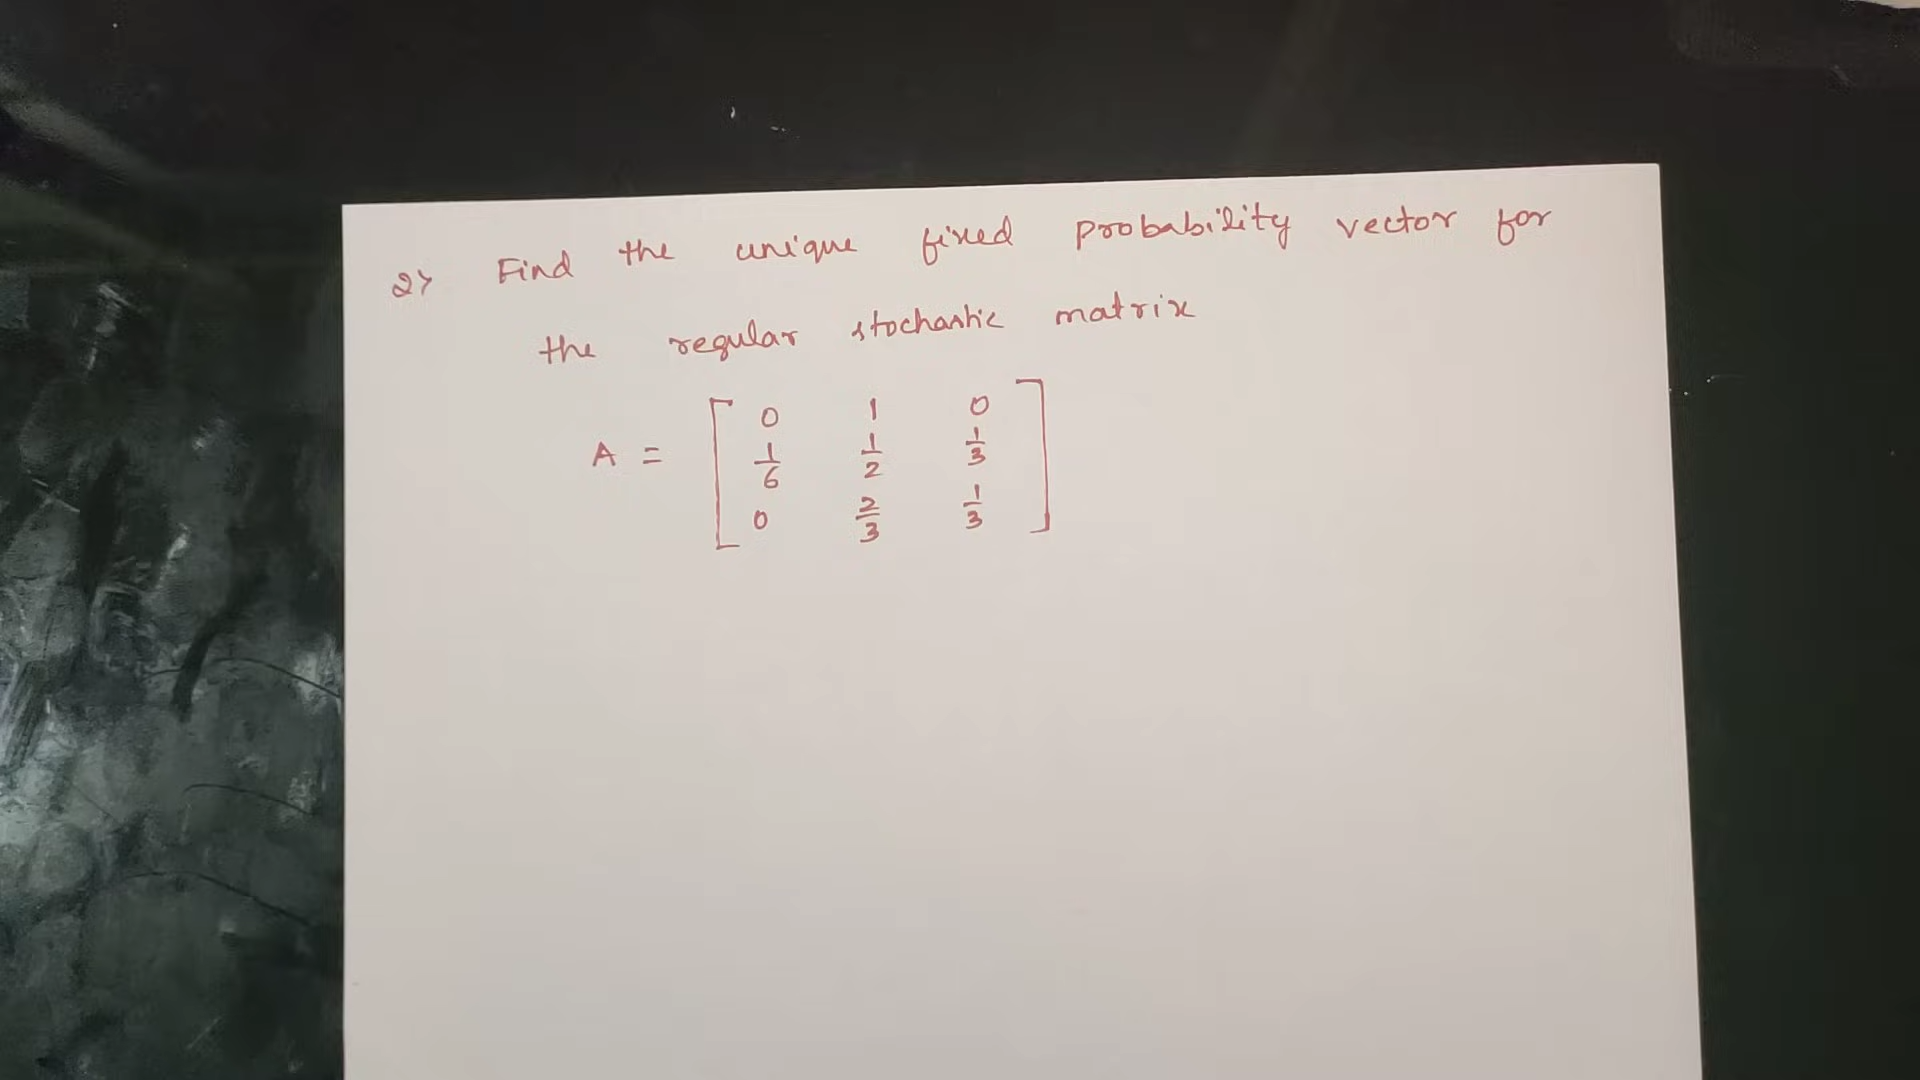 2> Find the unique fixed probability vector for
the regular stochastic matrix
A = [ 0 1 0
1/6 1/2 1/3
0 2/3 1/3 ]